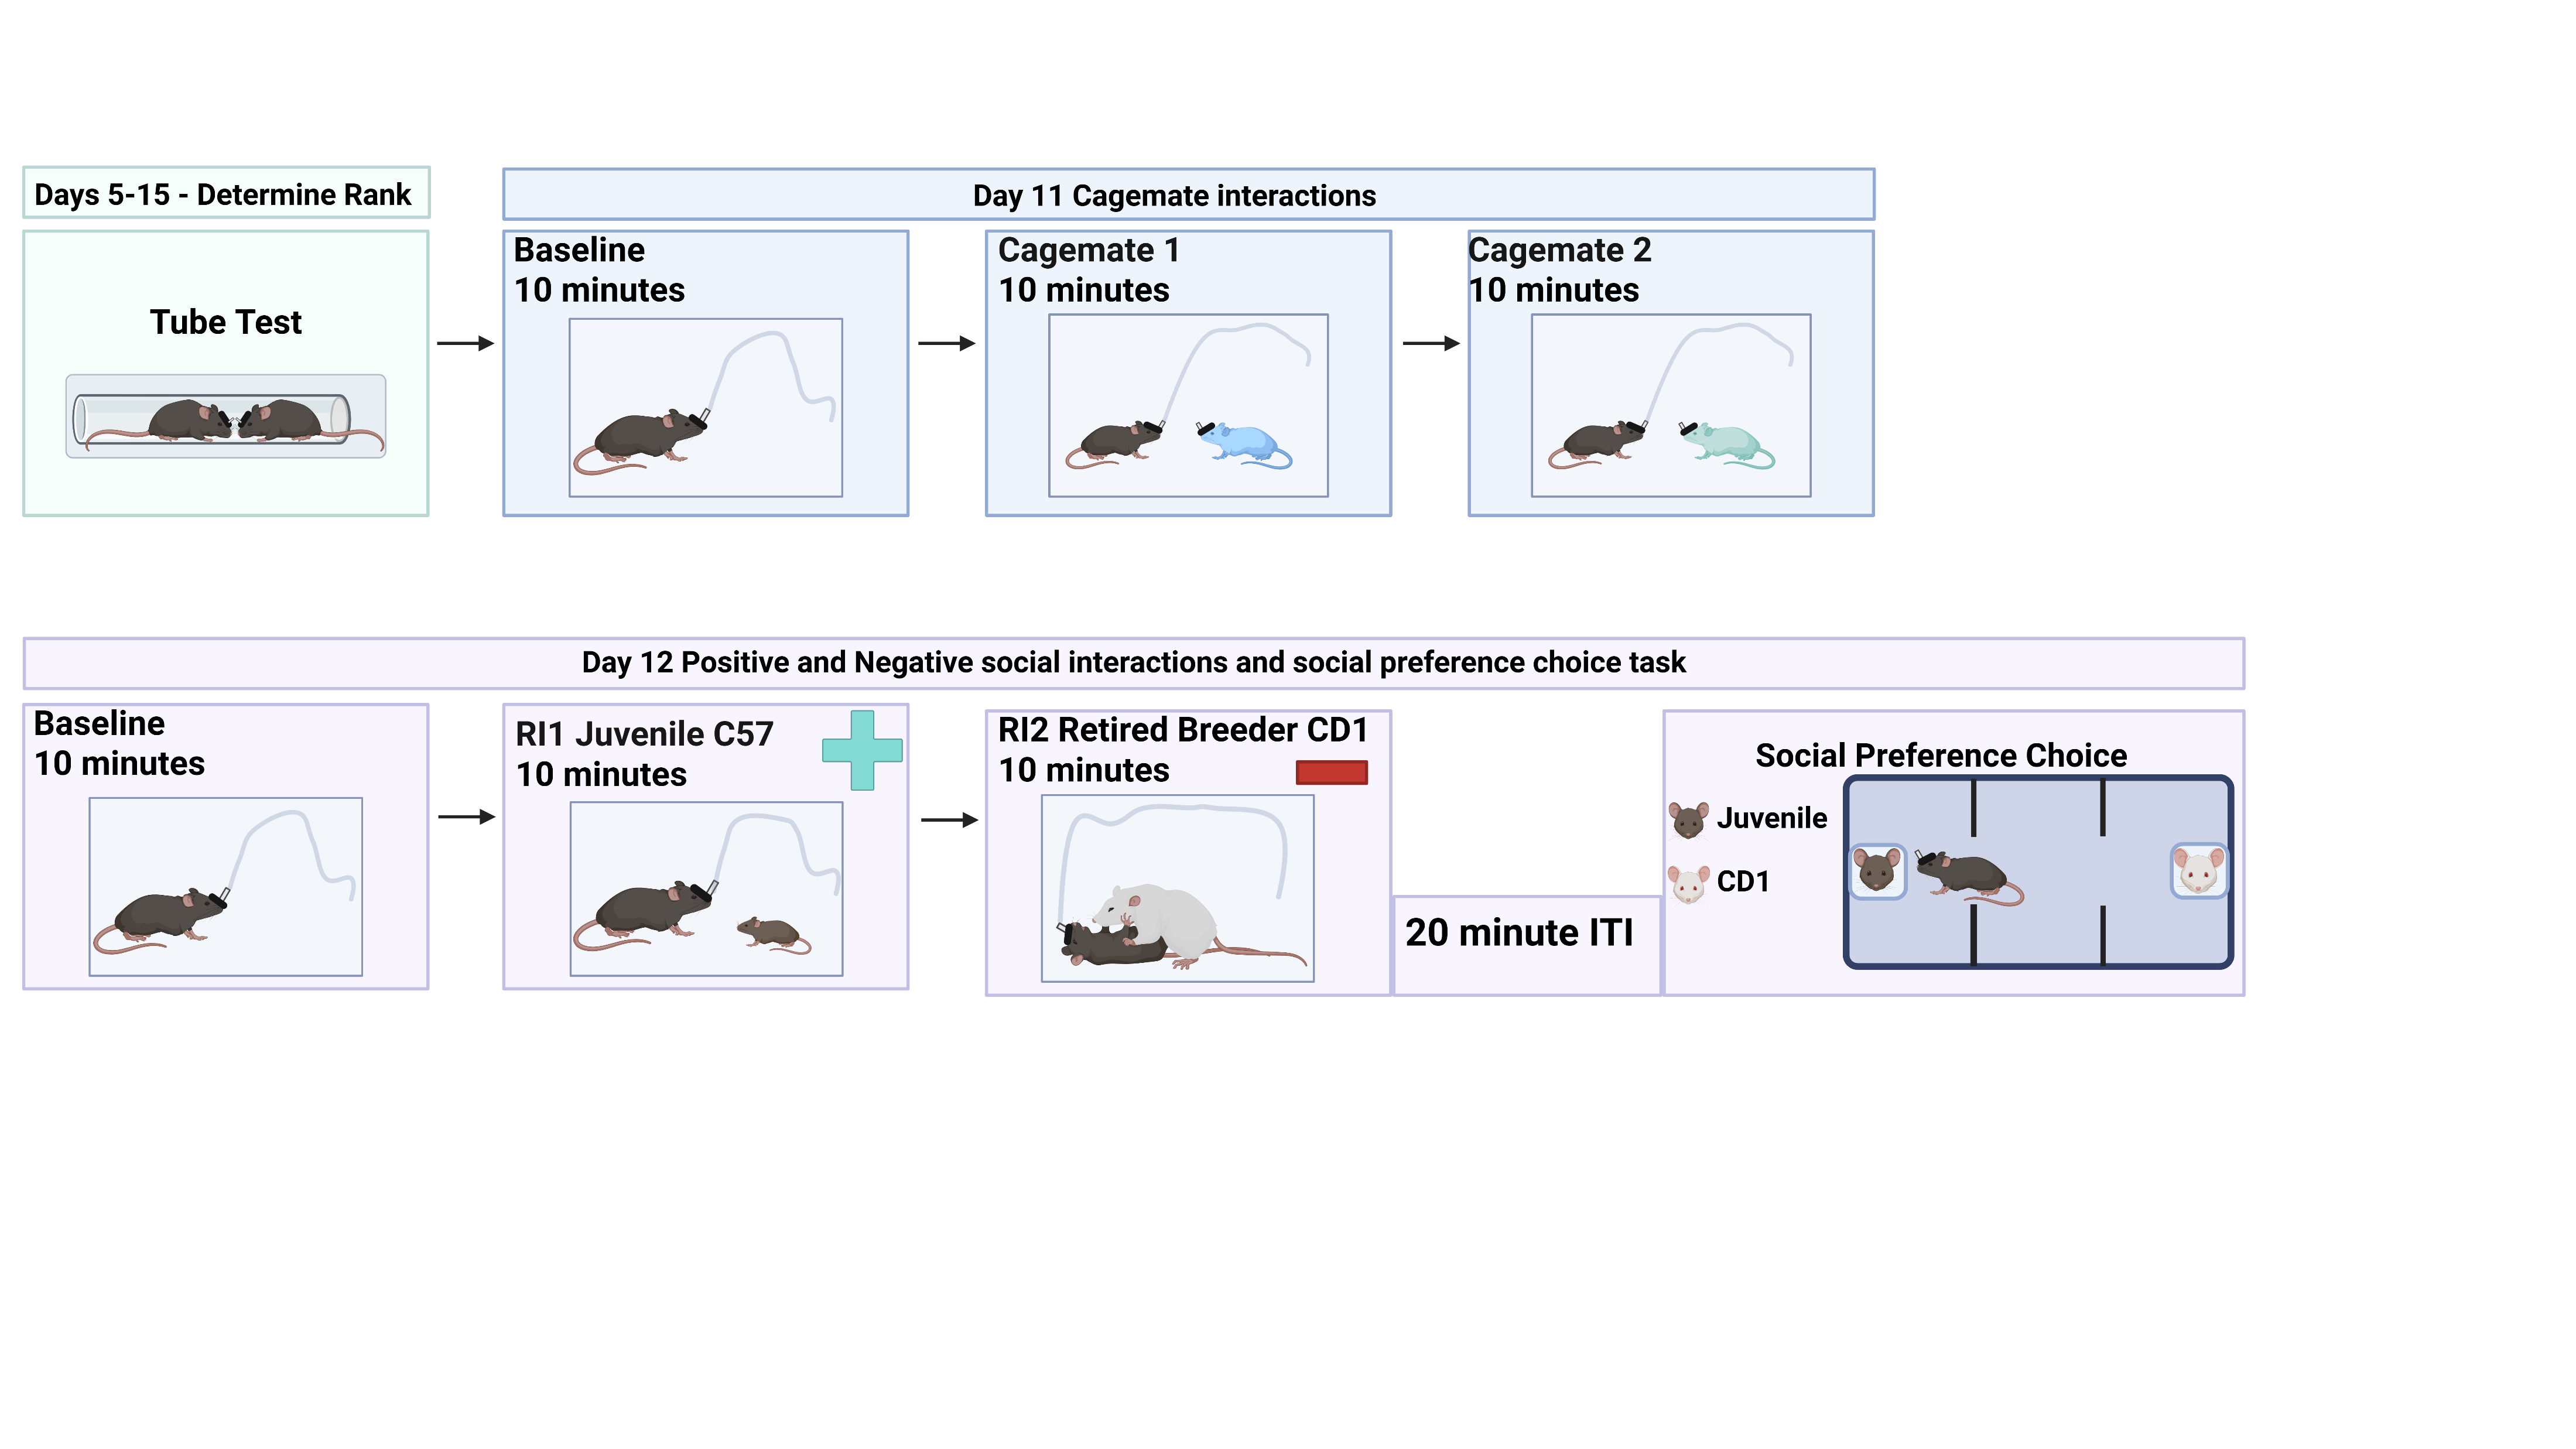 Days 5-15 - Determine Rank
Day 11 Cagemate interactions
Tube Test
Baseline
10 minutes
Cagemate 1
10 minutes
Cagemate 2
10 minutes
Day 12 Positive and Negative social interactions and social preference choice task
Baseline
10 minutes
RI1 Juvenile C57
10 minutes
RI2 Retired Breeder CD1
10 minutes
20 minute ITI
Social Preference Choice
Juvenile
CD1